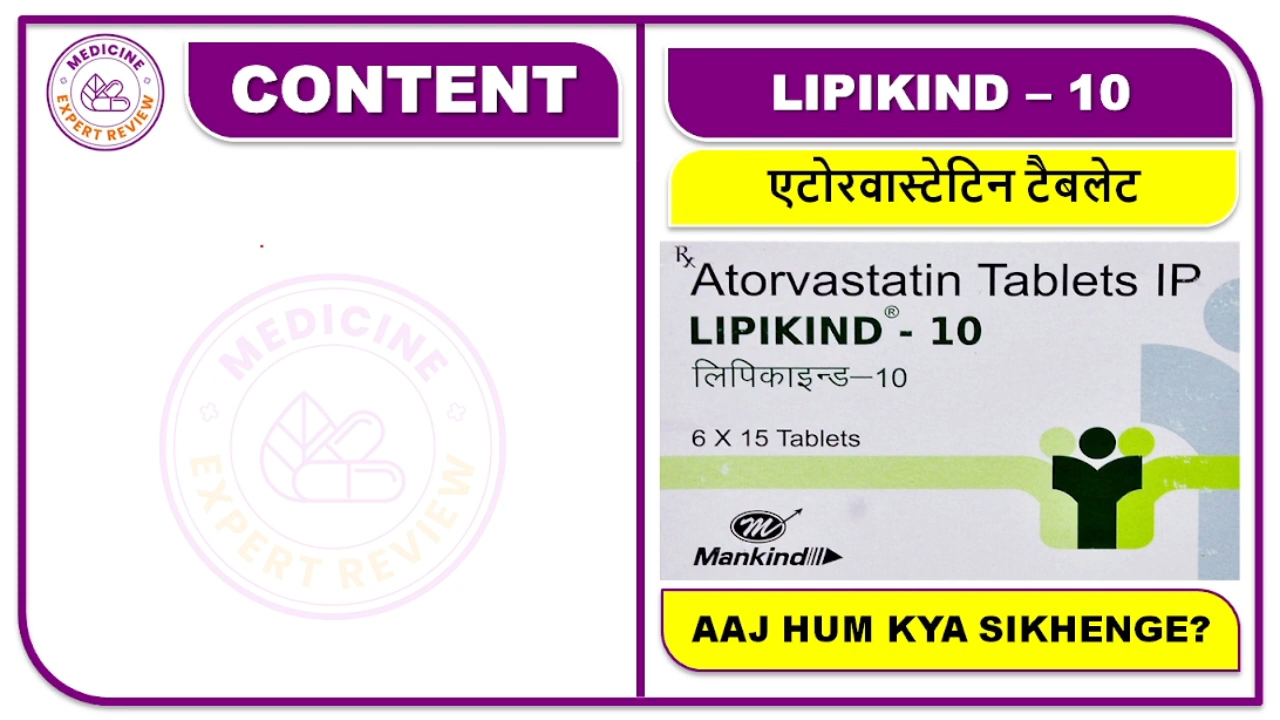 MEDICINE
EXPERT REVIEW
CONTENT
MEDICINE
EXPERT REVIEW
LIPIKIND – 10
एटोरवास्टेटिन टैबलेट
Rx
Atorvastatin Tablets IP
LIPIKIND® - 10
लिपिकाइन्ड–10
6 X 15 Tablets
m
Mankind
AAJ HUM KYA SIKHENGE?